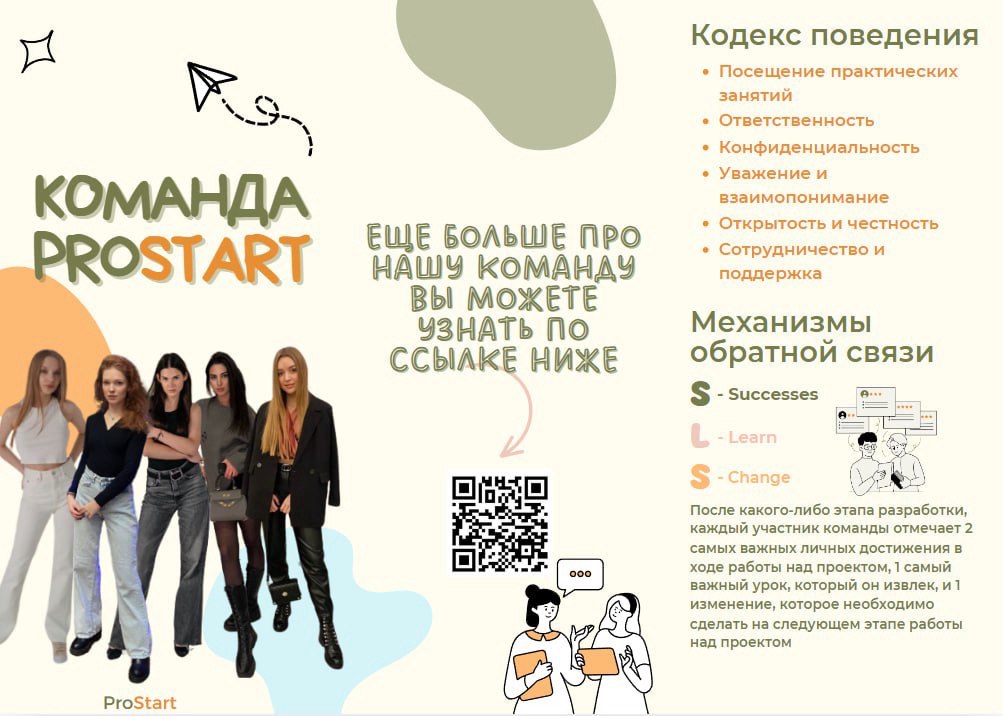 КОМАНДА
PROSTART
ProStart
ЕЩЕ БОЛЬШЕ ПРО
НАШУ КОМАНДУ
ВЫ МОЖЕТЕ
УЗНАТЬ ПО
ССЫЛКЕ НИЖЕ
Кодекс поведения
• Посещение практических
занятий
• Ответственность
• Конфиденциальность
• Уважение и
взаимопонимание
• Открытость и честность
• Сотрудничество и
поддержка
Механизмы
обратной связи
S - Successes
L - Learn
S - Change
После какого-либо этапа разработки,
каждый участник команды отмечает 2
самых важных личных достижения в
ходе работы над проектом, 1 самый
важный урок, который он извлек, и 1
изменение, которое необходимо
сделать на следующем этапе работы
над проектом